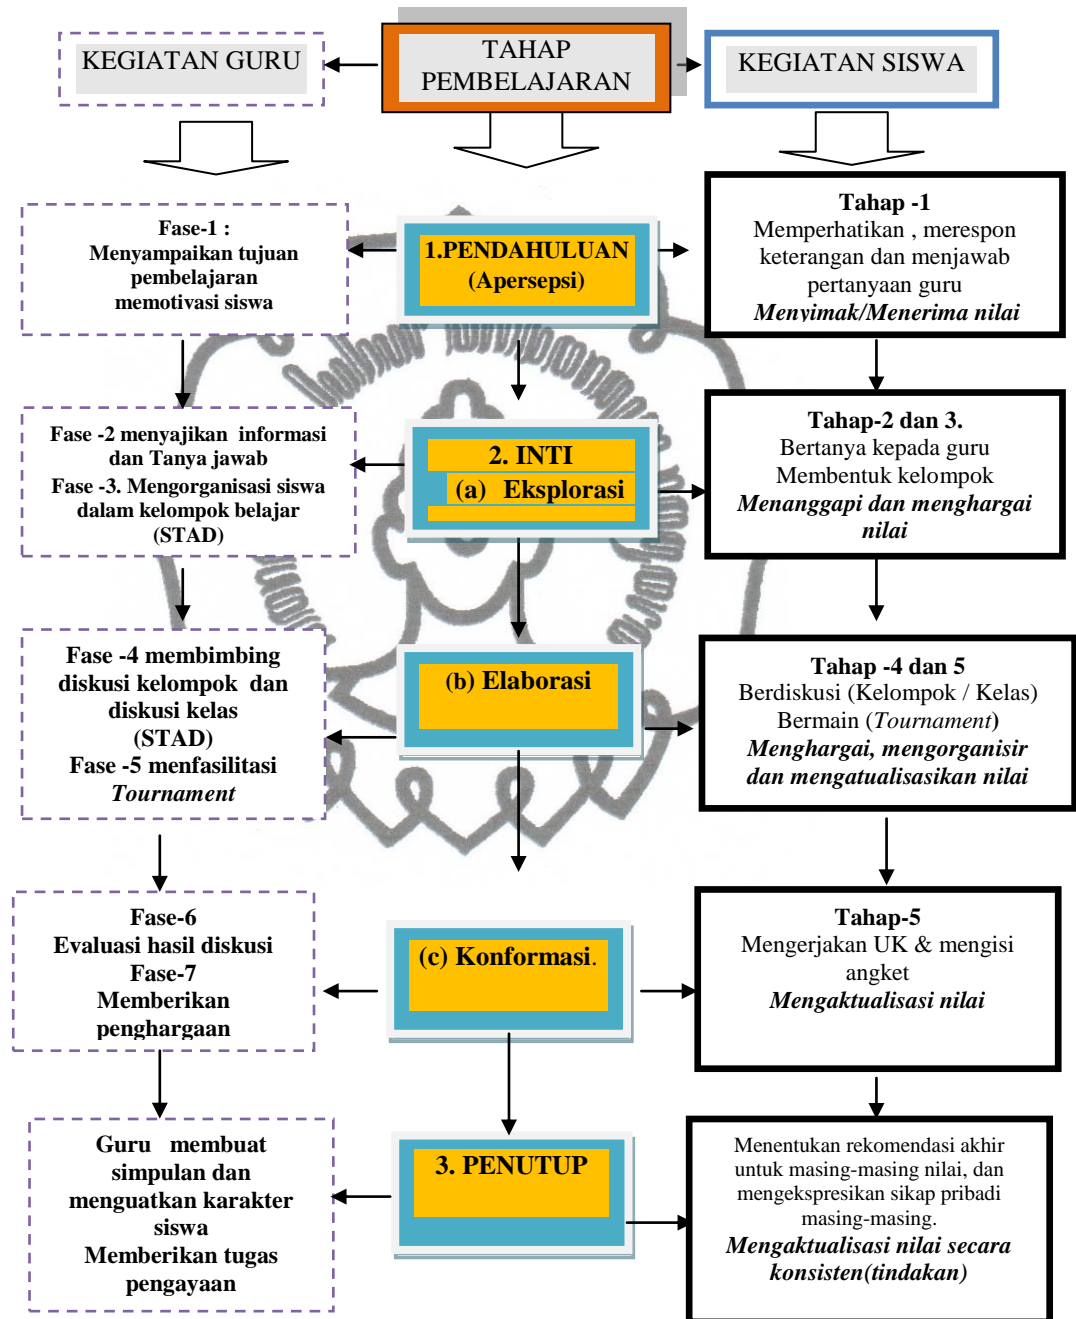 KEGIATAN GURU
TAHAP
PEMBELAJARAN
KEGIATAN SISWA
Fase-1 :
Menyampaikan tujuan
pembelajaran
memotivasi siswa
1.PENDAHULUAN
(Apersepsi)
Tahap -1
Memperhatikan , merespon
keterangan dan menjawab
pertanyaan guru
Menyimak/Menerima nilai
Fase -2 menyajikan informasi
dan Tanya jawab
Fase -3. Mengorganisasi siswa
dalam kelompok belajar
(STAD)
2. INTI
(a) Eksplorasi
Tahap-2 dan 3.
Bertanya kepada guru
Membentuk kelompok
Menanggapi dan menghargai
nilai
Fase -4 membimbing
diskusi kelompok dan
diskusi kelas
(STAD)
Fase -5 menfasilitasi
Tournament
(b) Elaborasi
Tahap -4 dan 5
Berdiskusi (Kelompok / Kelas)
Bermain (Tournament)
Menghargai, mengorganisir
dan mengatualisasikan nilai
Fase-6
Evaluasi hasil diskusi
Fase-7
Memberikan
penghargaan
(c) Konformasi.
Tahap-5
Mengerjakan UK & mengisi
angket
Mengaktualisasi nilai
Guru membuat
simpulan dan
menguatkan karakter
siswa
Memberikan tugas
pengayaan
3. PENUTUP
Menentukan rekomendasi akhir
untuk masing-masing nilai, dan
mengekspresikan sikap pribadi
masing-masing.
Mengaktualisasi nilai secara
konsisten(tindakan)